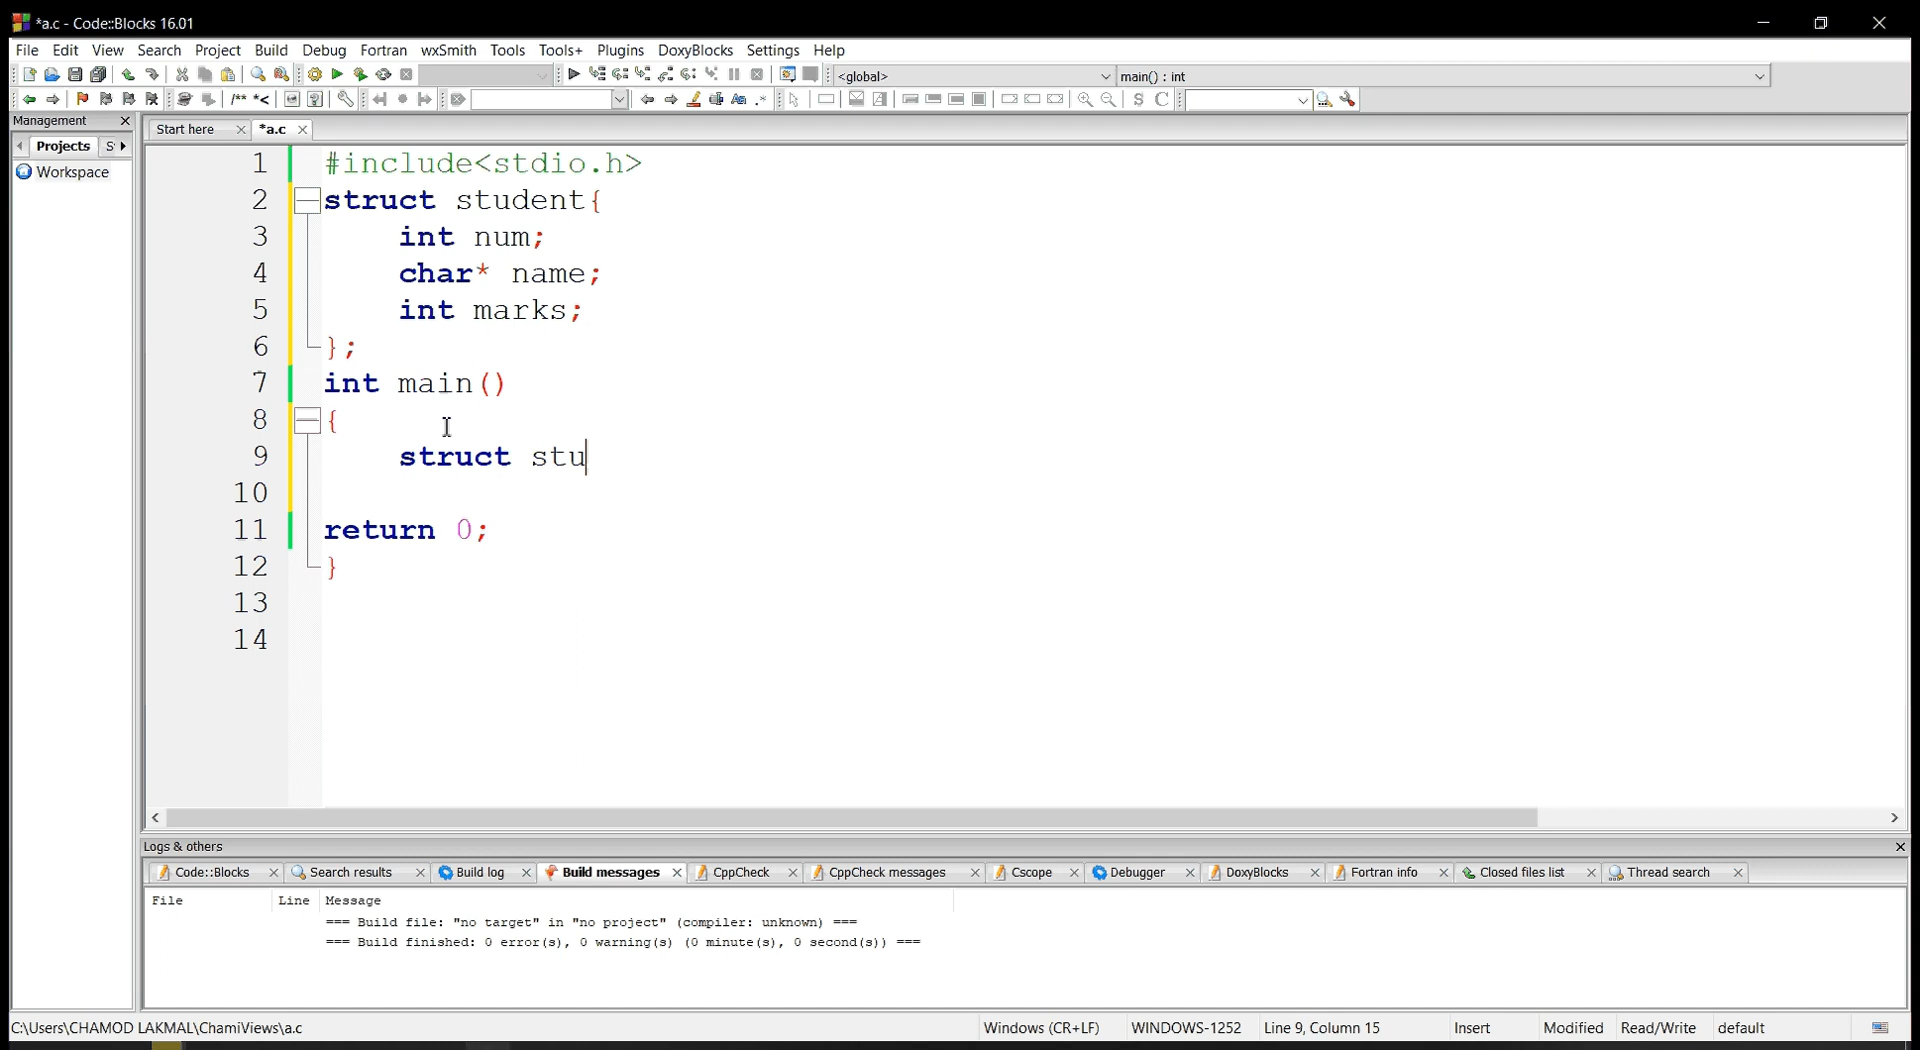 *a.c - Code::Blocks 16.01
File Edit View Search Project Build Debug Fortran wxSmith Tools Tools+ Plugins DoxyBlocks Settings Help
<global> main() : int
/** *<
Management
Start here *a.c
Projects S
Workspace
1 #include<stdio.h>
2 struct student{
3 int num;
4 char* name;
5 int marks;
6 };
7 int main()
8 {
9 struct stu
10
11 return 0;
12 }
13
14
Logs & others
Code::Blocks Search results Build log Build messages CppCheck CppCheck messages Cscope Debugger DoxyBlocks Fortran info Closed files list Thread search
File Line Message
=== Build file: "no target" in "no project" (compiler: unknown) ===
=== Build finished: 0 error(s), 0 warning(s) (0 minute(s), 0 second(s)) ===
C:\Users\CHAMOD LAKMAL\ChamiViews\a.c Windows (CR+LF) WINDOWS-1252 Line 9, Column 15 Insert Modified Read/Write default